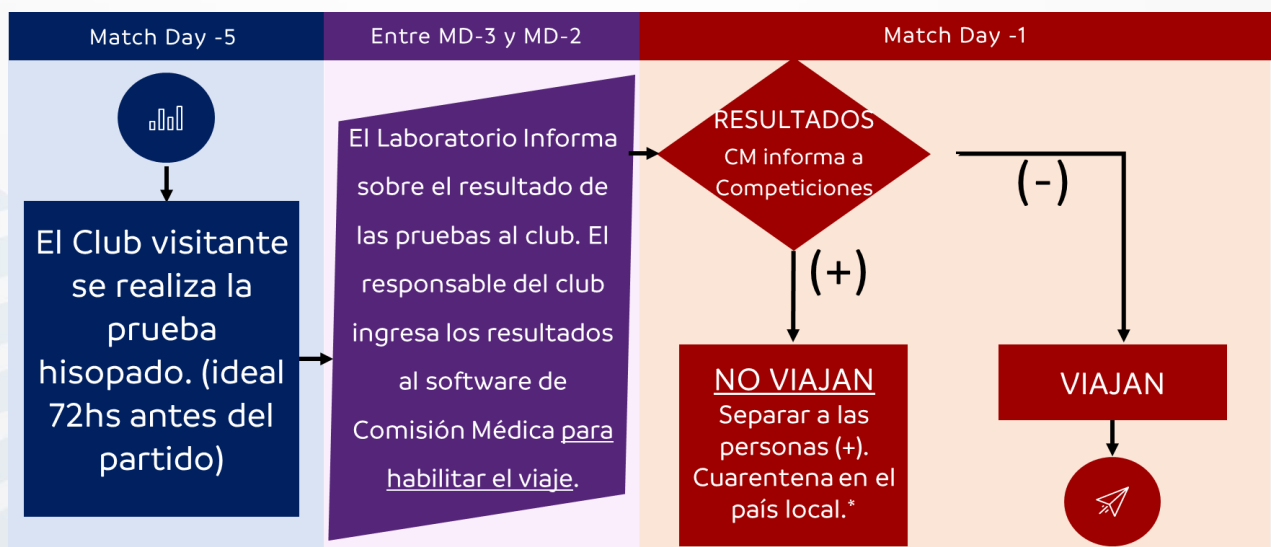 Match Day -5
Entre MD-3 y MD-2
Match Day -1
El Club visitante
se realiza la
prueba
hisopado. (ideal
72hs antes del
partido)
El Laboratorio Informa
sobre el resultado de
las pruebas al club. El
responsable del club
ingresa los resultados
al software de
Comisión Médica para
habilitar el viaje.
RESULTADOS
CM informa a
Competiciones
(-)
(+)
NO VIAJAN
Separar a las
personas (+).
Cuarentena en el
país local.*
VIAJAN